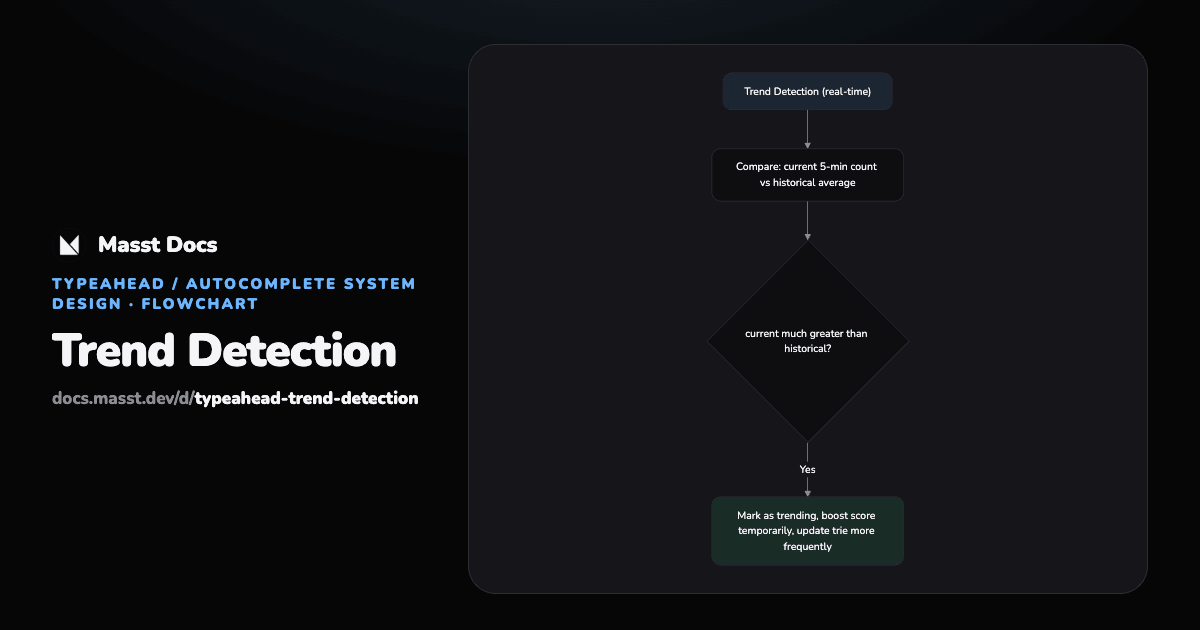 Masst Docs
TYPEAHEAD / AUTOCOMPLETE SYSTEM
DESIGN · FLOWCHART
Trend Detection
docs.masst.dev/d/typeahead-trend-detection
Trend Detection (real-time)
Compare: current 5-min count
vs historical average
current much greater than
historical?
Yes
Mark as trending, boost score
temporarily, update trie more
frequently